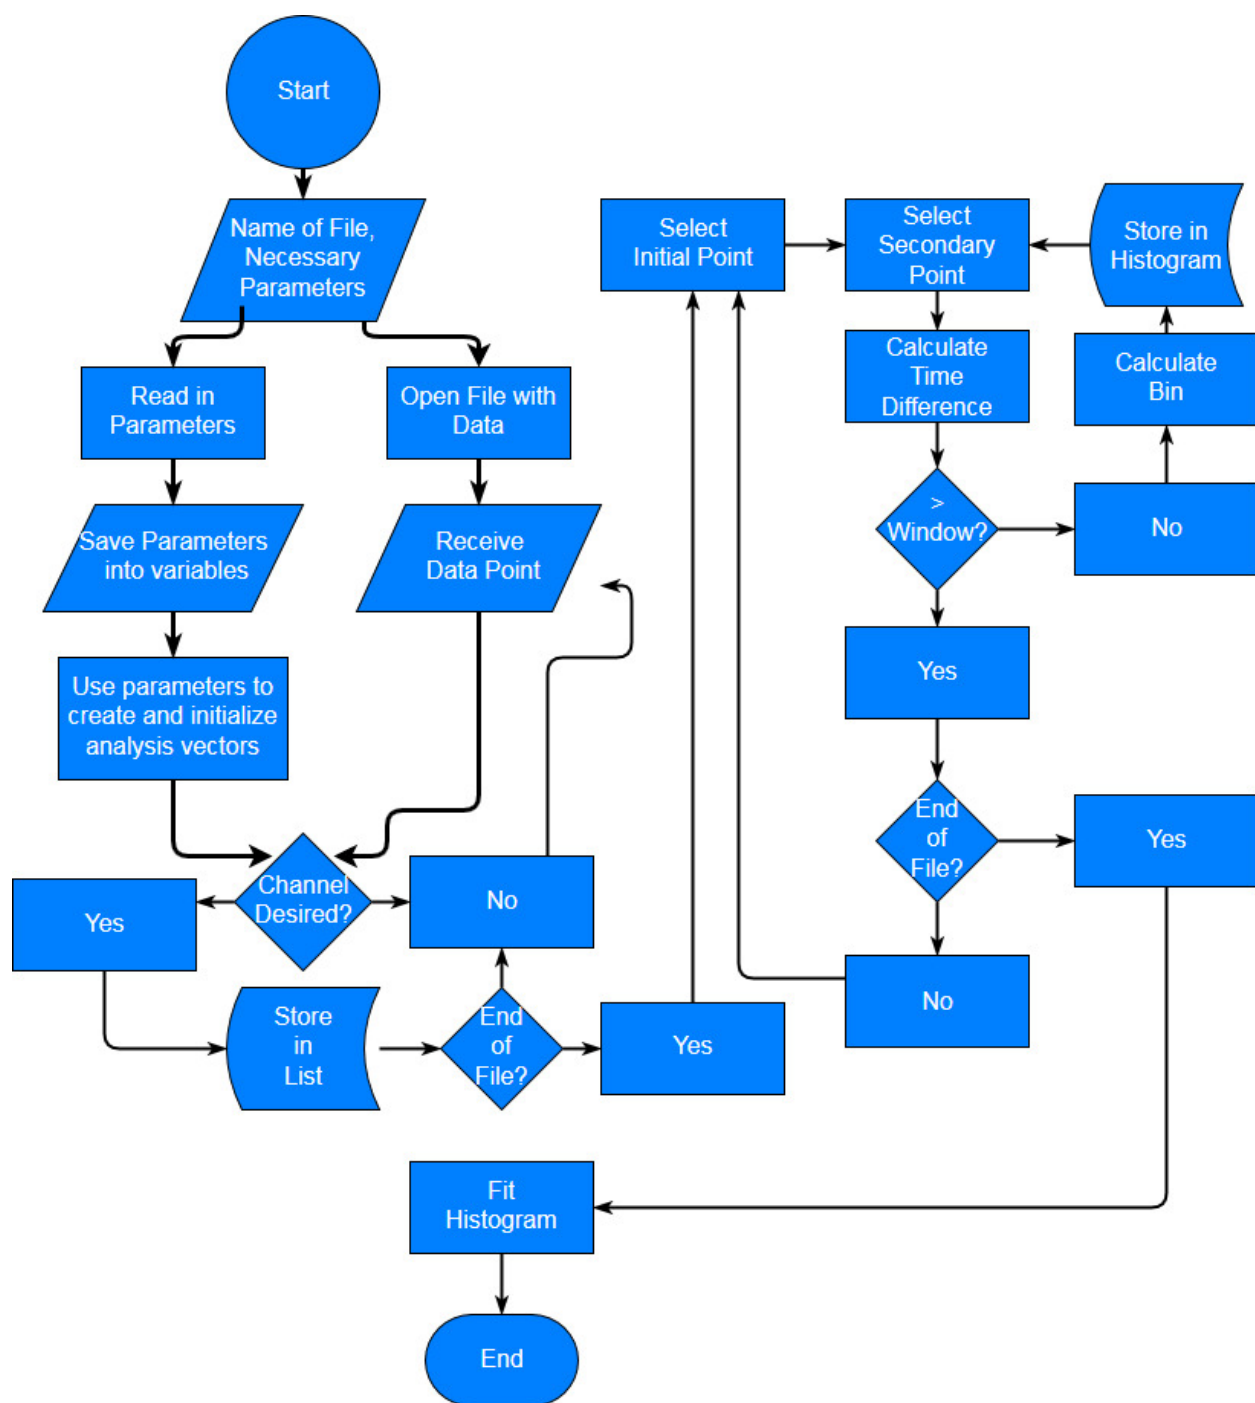 Start
Name of File,
Necessary
Parameters
Read in
Parameters
Open File with
Data
Save Parameters
into variables
Receive
Data Point
Use parameters to
create and initialize
analysis vectors
Channel
Desired?
Yes
No
Store
in
List
End
of
File?
Yes
Select
Initial Point
Select
Secondary
Point
Store in
Histogram
Calculate
Time
Difference
Calculate
Bin
>
Window?
No
Yes
End
of
File?
Yes
No
Fit
Histogram
End